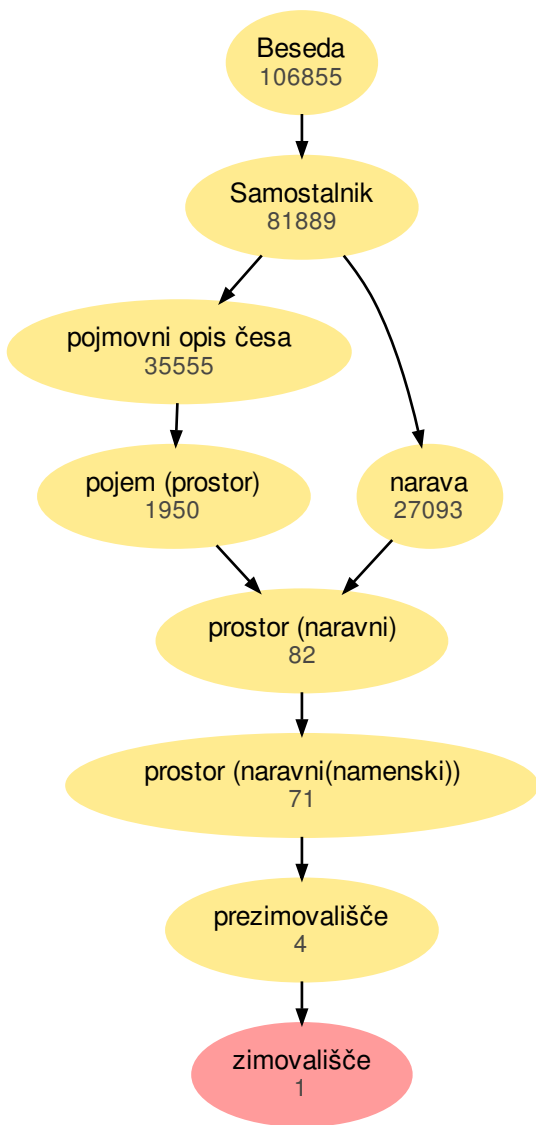 Beseda
106855
Samostalnik
81889
pojmovni opis česa
35555
pojem (prostor)
1950
narava
27093
prostor (naravni)
82
prostor (naravni(namenski))
71
prezimovališče
4
zimovališče
1